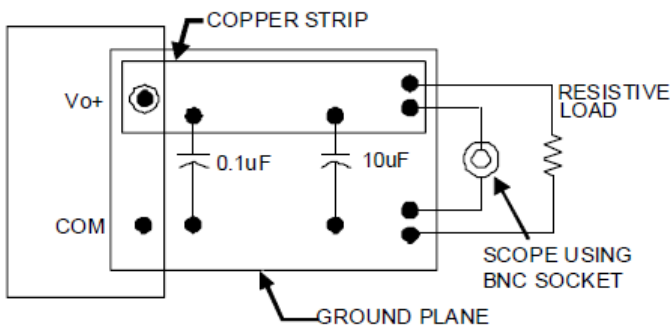 COPPER STRIP
Vo+
RESISTIVE
LOAD
0.1uF
10uF
COM
SCOPE USING
BNC SOCKET
GROUND PLANE